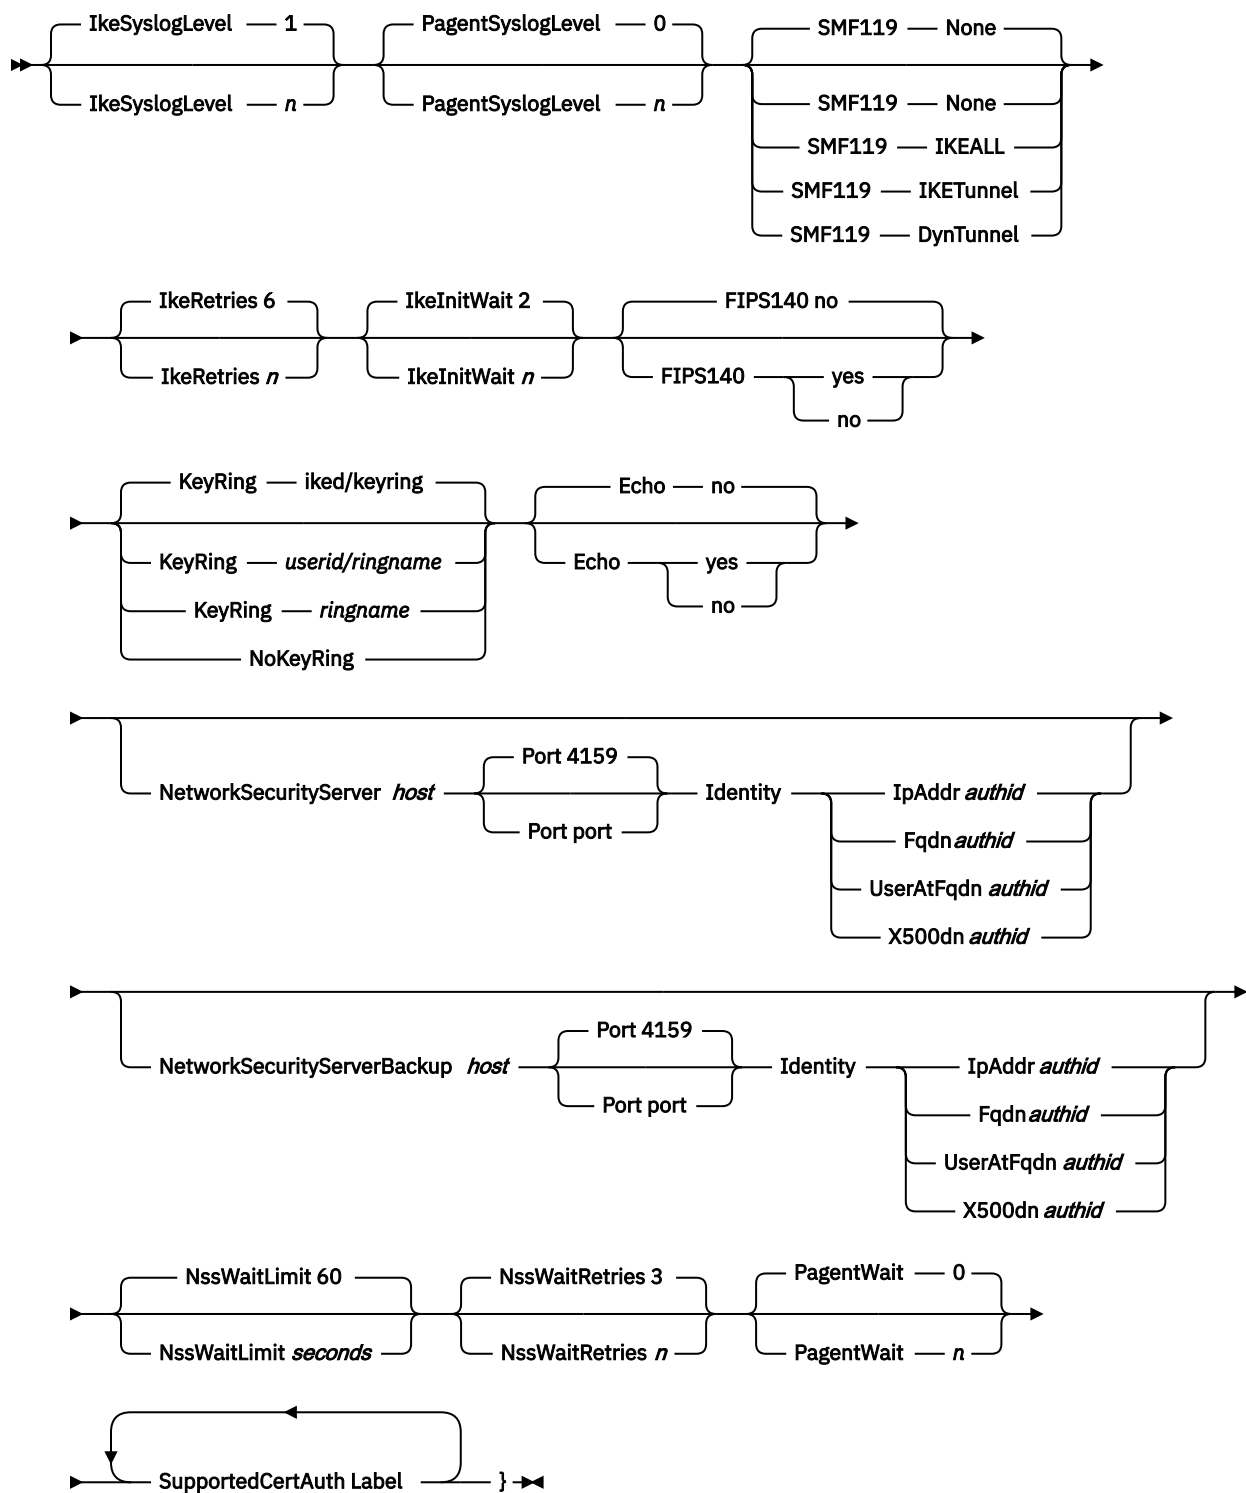 IkeSyslogLevel 1 PagentSyslogLevel 0 SMF119 None
IkeSyslogLevel n PagentSyslogLevel n SMF119 None
SMF119 IKEALL
SMF119 IKETunnel
SMF119 DynTunnel
IkeRetries 6 IkeInitWait 2 FIPS140 no
IkeRetries n IkeInitWait n FIPS140 yes
no
KeyRing iked/keyring Echo no
KeyRing userid/ringname Echo yes
KeyRing ringname no
NoKeyRing
Port 4159
NetworkSecurityServer host Identity IpAddr authid
Port port Fqdn authid
UserAtFqdn authid
X500dn authid
Port 4159
NetworkSecurityServerBackup host Identity IpAddr authid
Port port Fqdn authid
UserAtFqdn authid
X500dn authid
NssWaitLimit 60 NssWaitRetries 3 PagentWait 0
NssWaitLimit seconds NssWaitRetries n PagentWait n
SupportedCertAuth Label }